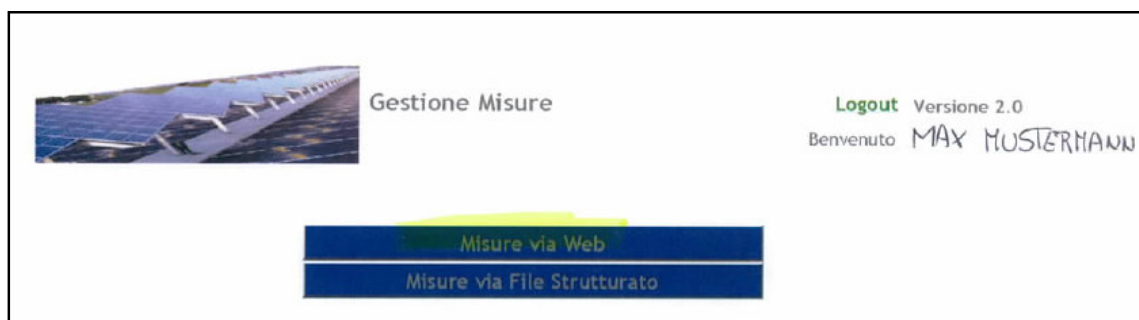 Gestione Misure
Logout Versione 2.0
Benvenuto MAX MUSTERMANN
Misure via Web
Misure via File Strutturato